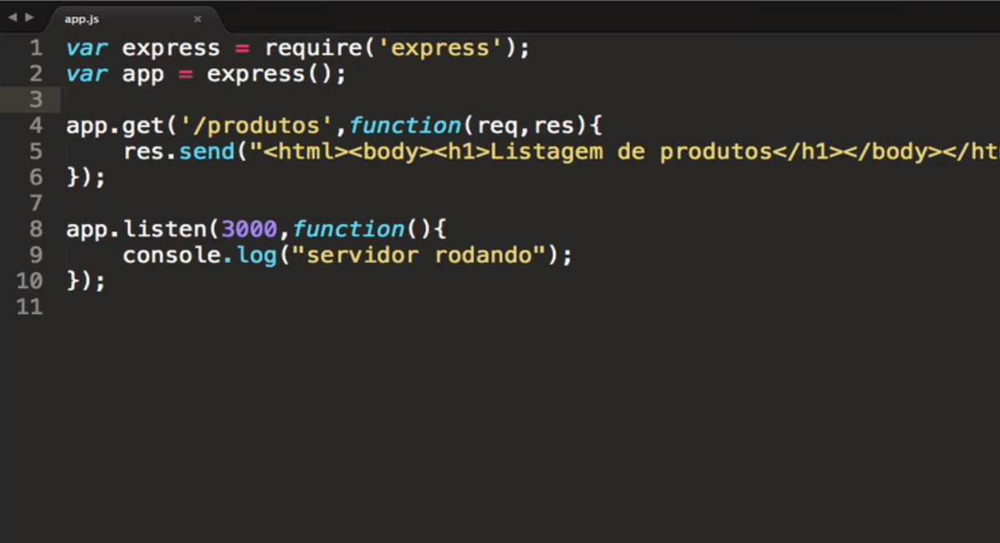 app.js
1 var express = require('express');
2 var app = express();
3
4 app.get('/produtos',function(req,res){
5     res.send("<html><body><h1>Listagem de produtos</h1></body></ht
6 });
7
8 app.listen(3000,function(){
9     console.log("servidor rodando");
10 });
11